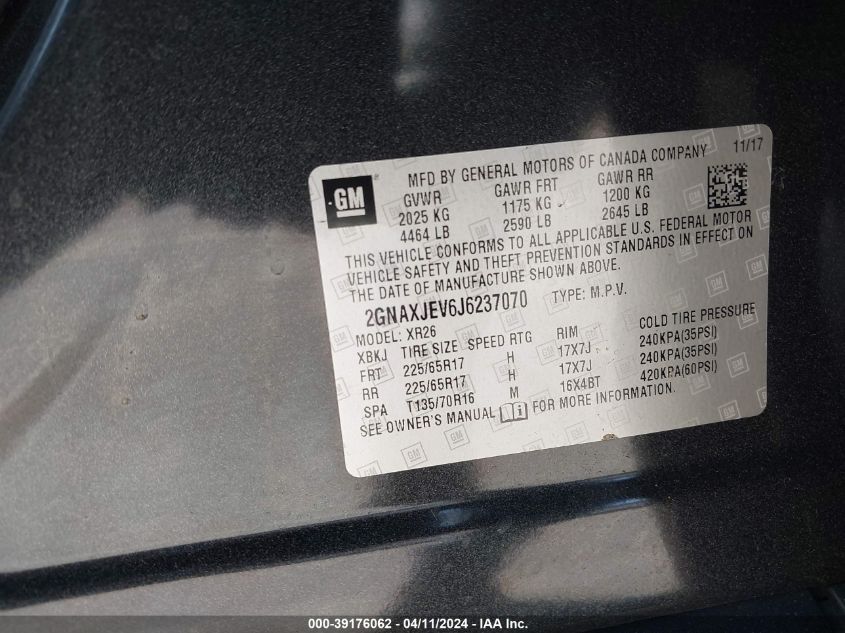 GM
MFD BY GENERAL MOTORS OF CANADA COMPANY 11/17
GVWR GAWR FRT GAWR RR
2025 KG 1175 KG 1200 KG
4464 LB 2590 LB 2645 LB
THIS VEHICLE CONFORMS TO ALL APPLICABLE U.S. FEDERAL MOTOR
VEHICLE SAFETY AND THEFT PREVENTION STANDARDS IN EFFECT ON
THE DATE OF MANUFACTURE SHOWN ABOVE.
2GNAXJEV6J6237070 TYPE: M.P.V.
MODEL: XR26
XBKJ TIRE SIZE SPEED RTG RIM COLD TIRE PRESSURE
FRT 225/65R17 H 17X7J 240KPA(35PSI)
RR 225/65R17 H 17X7J 240KPA(35PSI)
SPA T135/70R16 M 16X4BT 420KPA(60PSI)
SEE OWNER'S MANUAL FOR MORE INFORMATION.
000-39176062 - 04/11/2024 - IAA Inc.